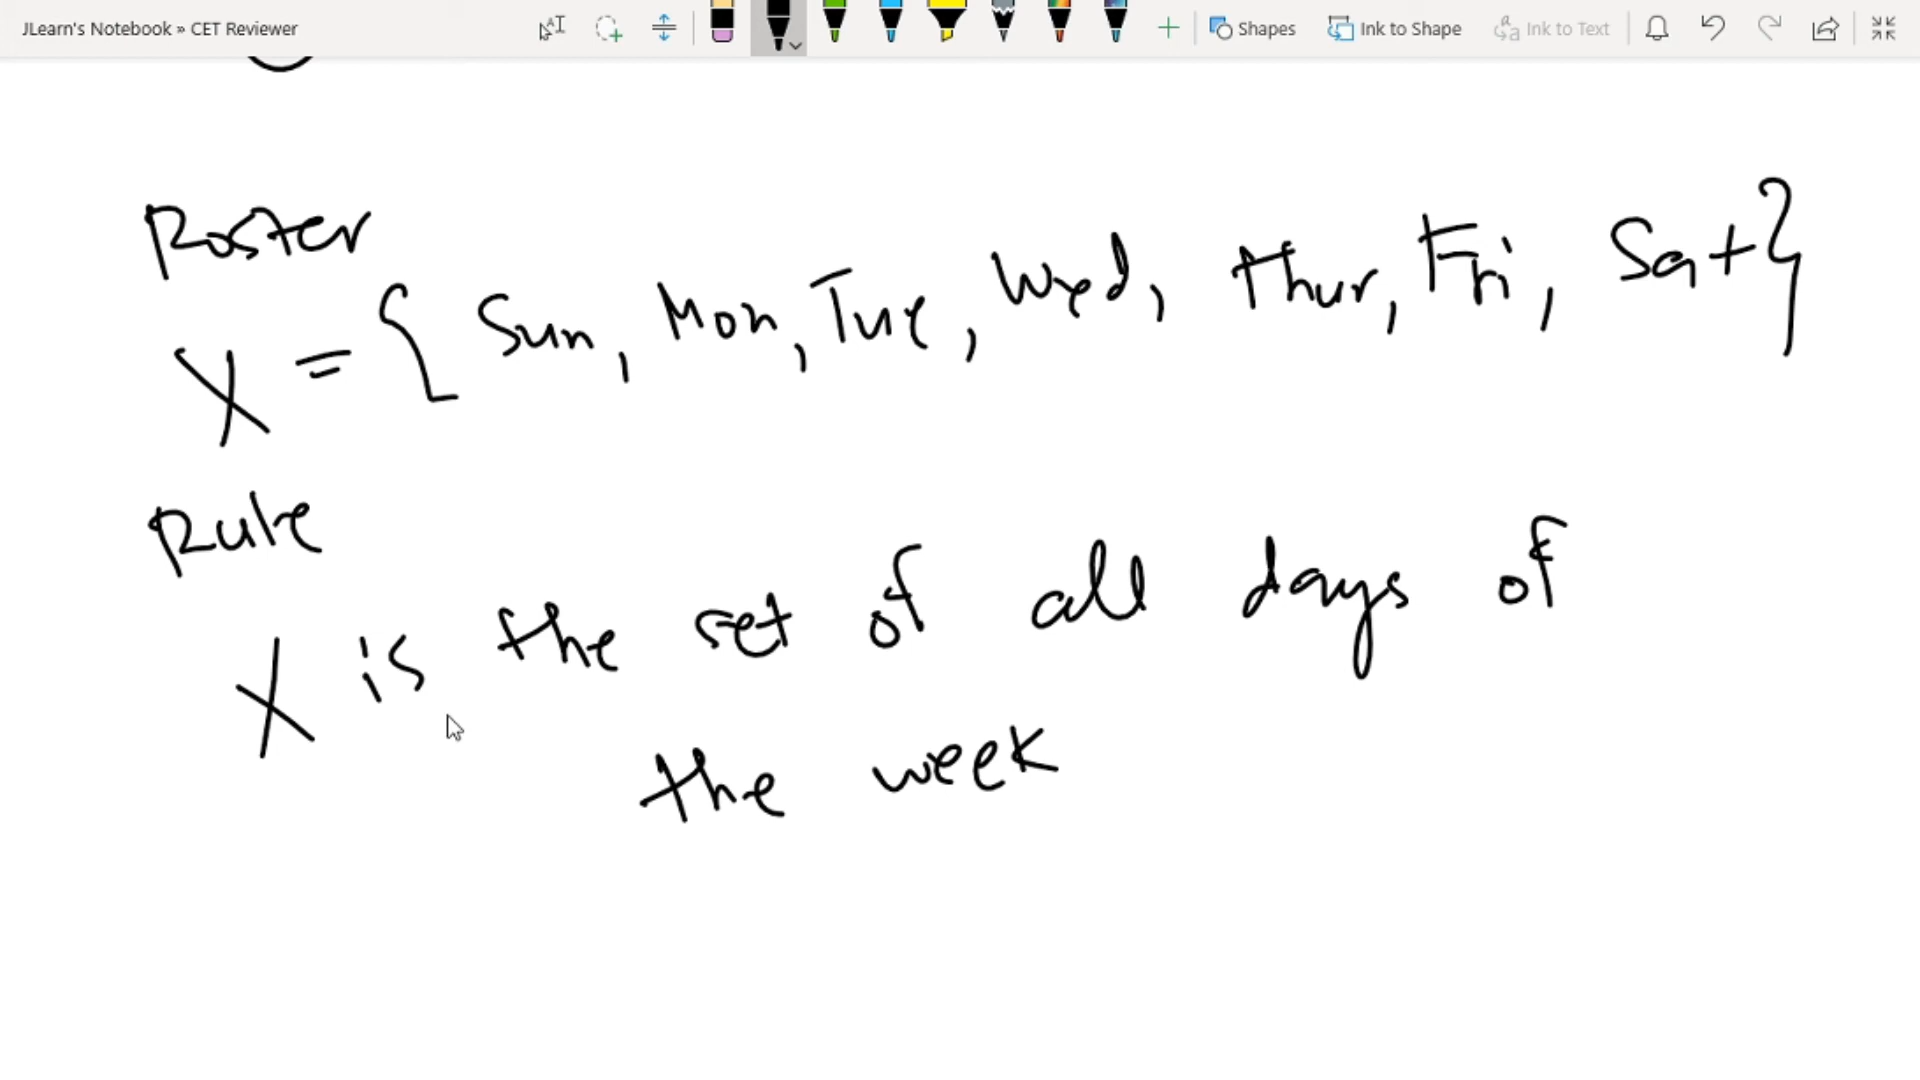 JLearn's Notebook » CET Reviewer
Shapes
Ink to Shape
Ink to Text
Roster
X = { Sun, Mon, Tue, Wed, Thur, Fri, Sat }
Rule
X is the set of all days of
the week